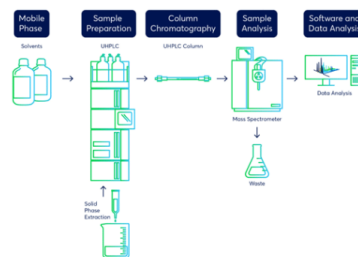 Mobile
Phase
Sample
Preparation
Column
Chromatography
Sample
Analysis
Software and
Data Analysis
Solvents
UHPLC
UHPLC Column
Mass Spectrometer
Data Analysis
Waste
Solid
Phase
Extraction